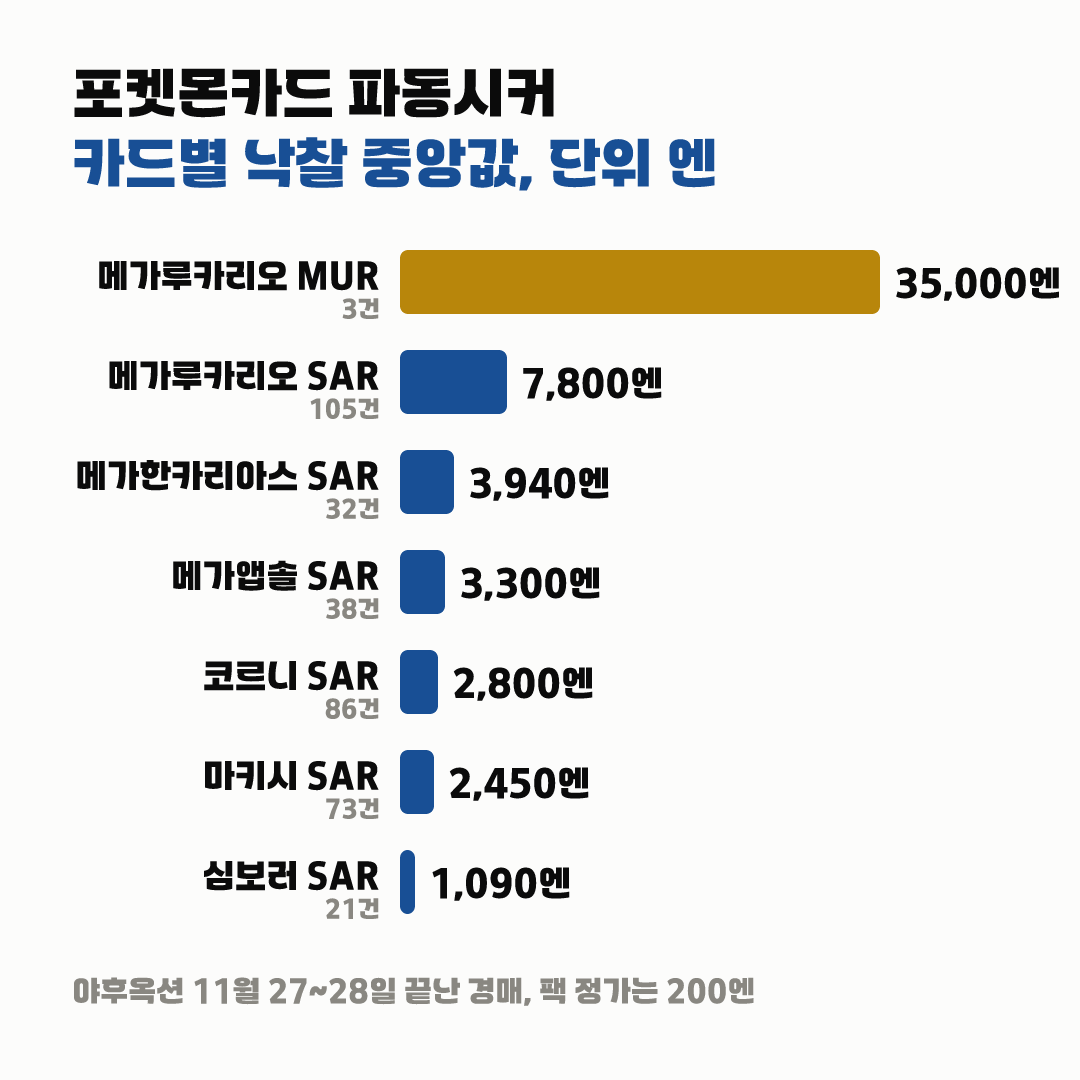 포켓몬카드 파동시커
카드별 낙찰 중앙값, 단위 엔
메가루카리오 MUR
3건
35,000엔
메가루카리오 SAR
105건
7,800엔
메가한카리아스 SAR
32건
3,940엔
메가앱솔 SAR
38건
3,300엔
코르니 SAR
86건
2,800엔
마키시 SAR
73건
2,450엔
심보러 SAR
21건
1,090엔
야후옥션 11월 27~28일 끝난 경매, 팩 정가는 200엔